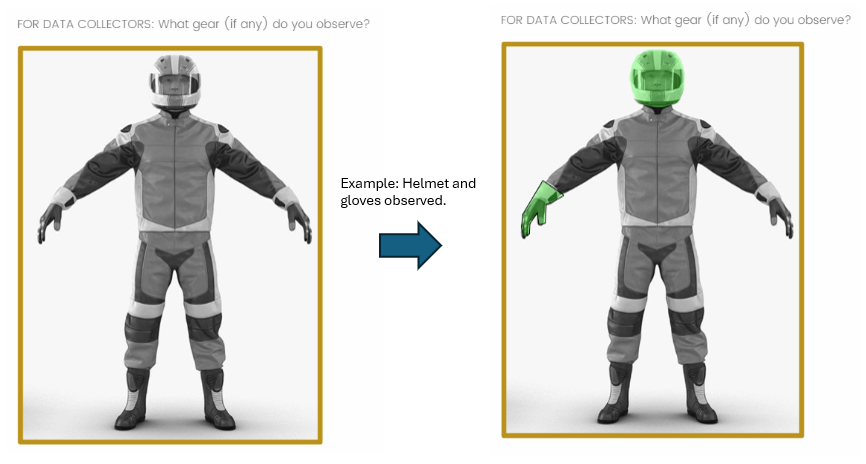 FOR DATA COLLECTORS: What gear (if any) do you observe?
Example: Helmet and
gloves observed.
FOR DATA COLLECTORS: What gear (if any) do you observe?